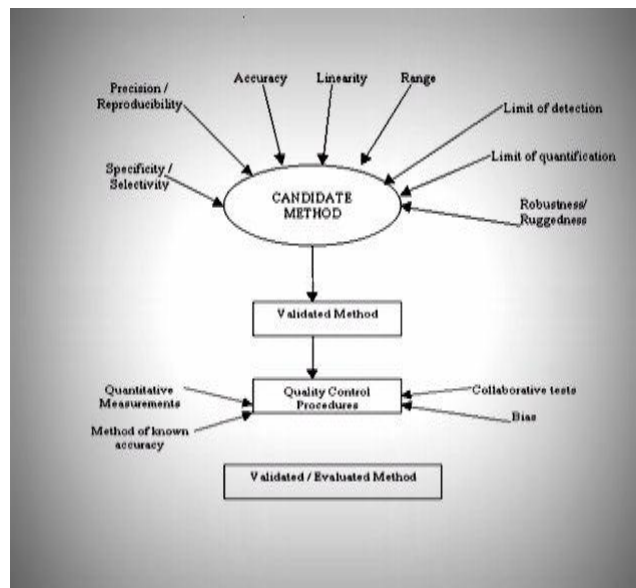 Accuracy
Linearity
Range
Precision /
Reproducibility
Limit of detection
Specificity /
Selectivity
Limit of quantification
CANDIDATE
METHOD
Robustness/
Ruggedness
Validated Method
Quantitative
Measurements
Quality Control
Procedures
Collaborative tests
Bias
Method of known
accuracy
Validated / Evaluated Method